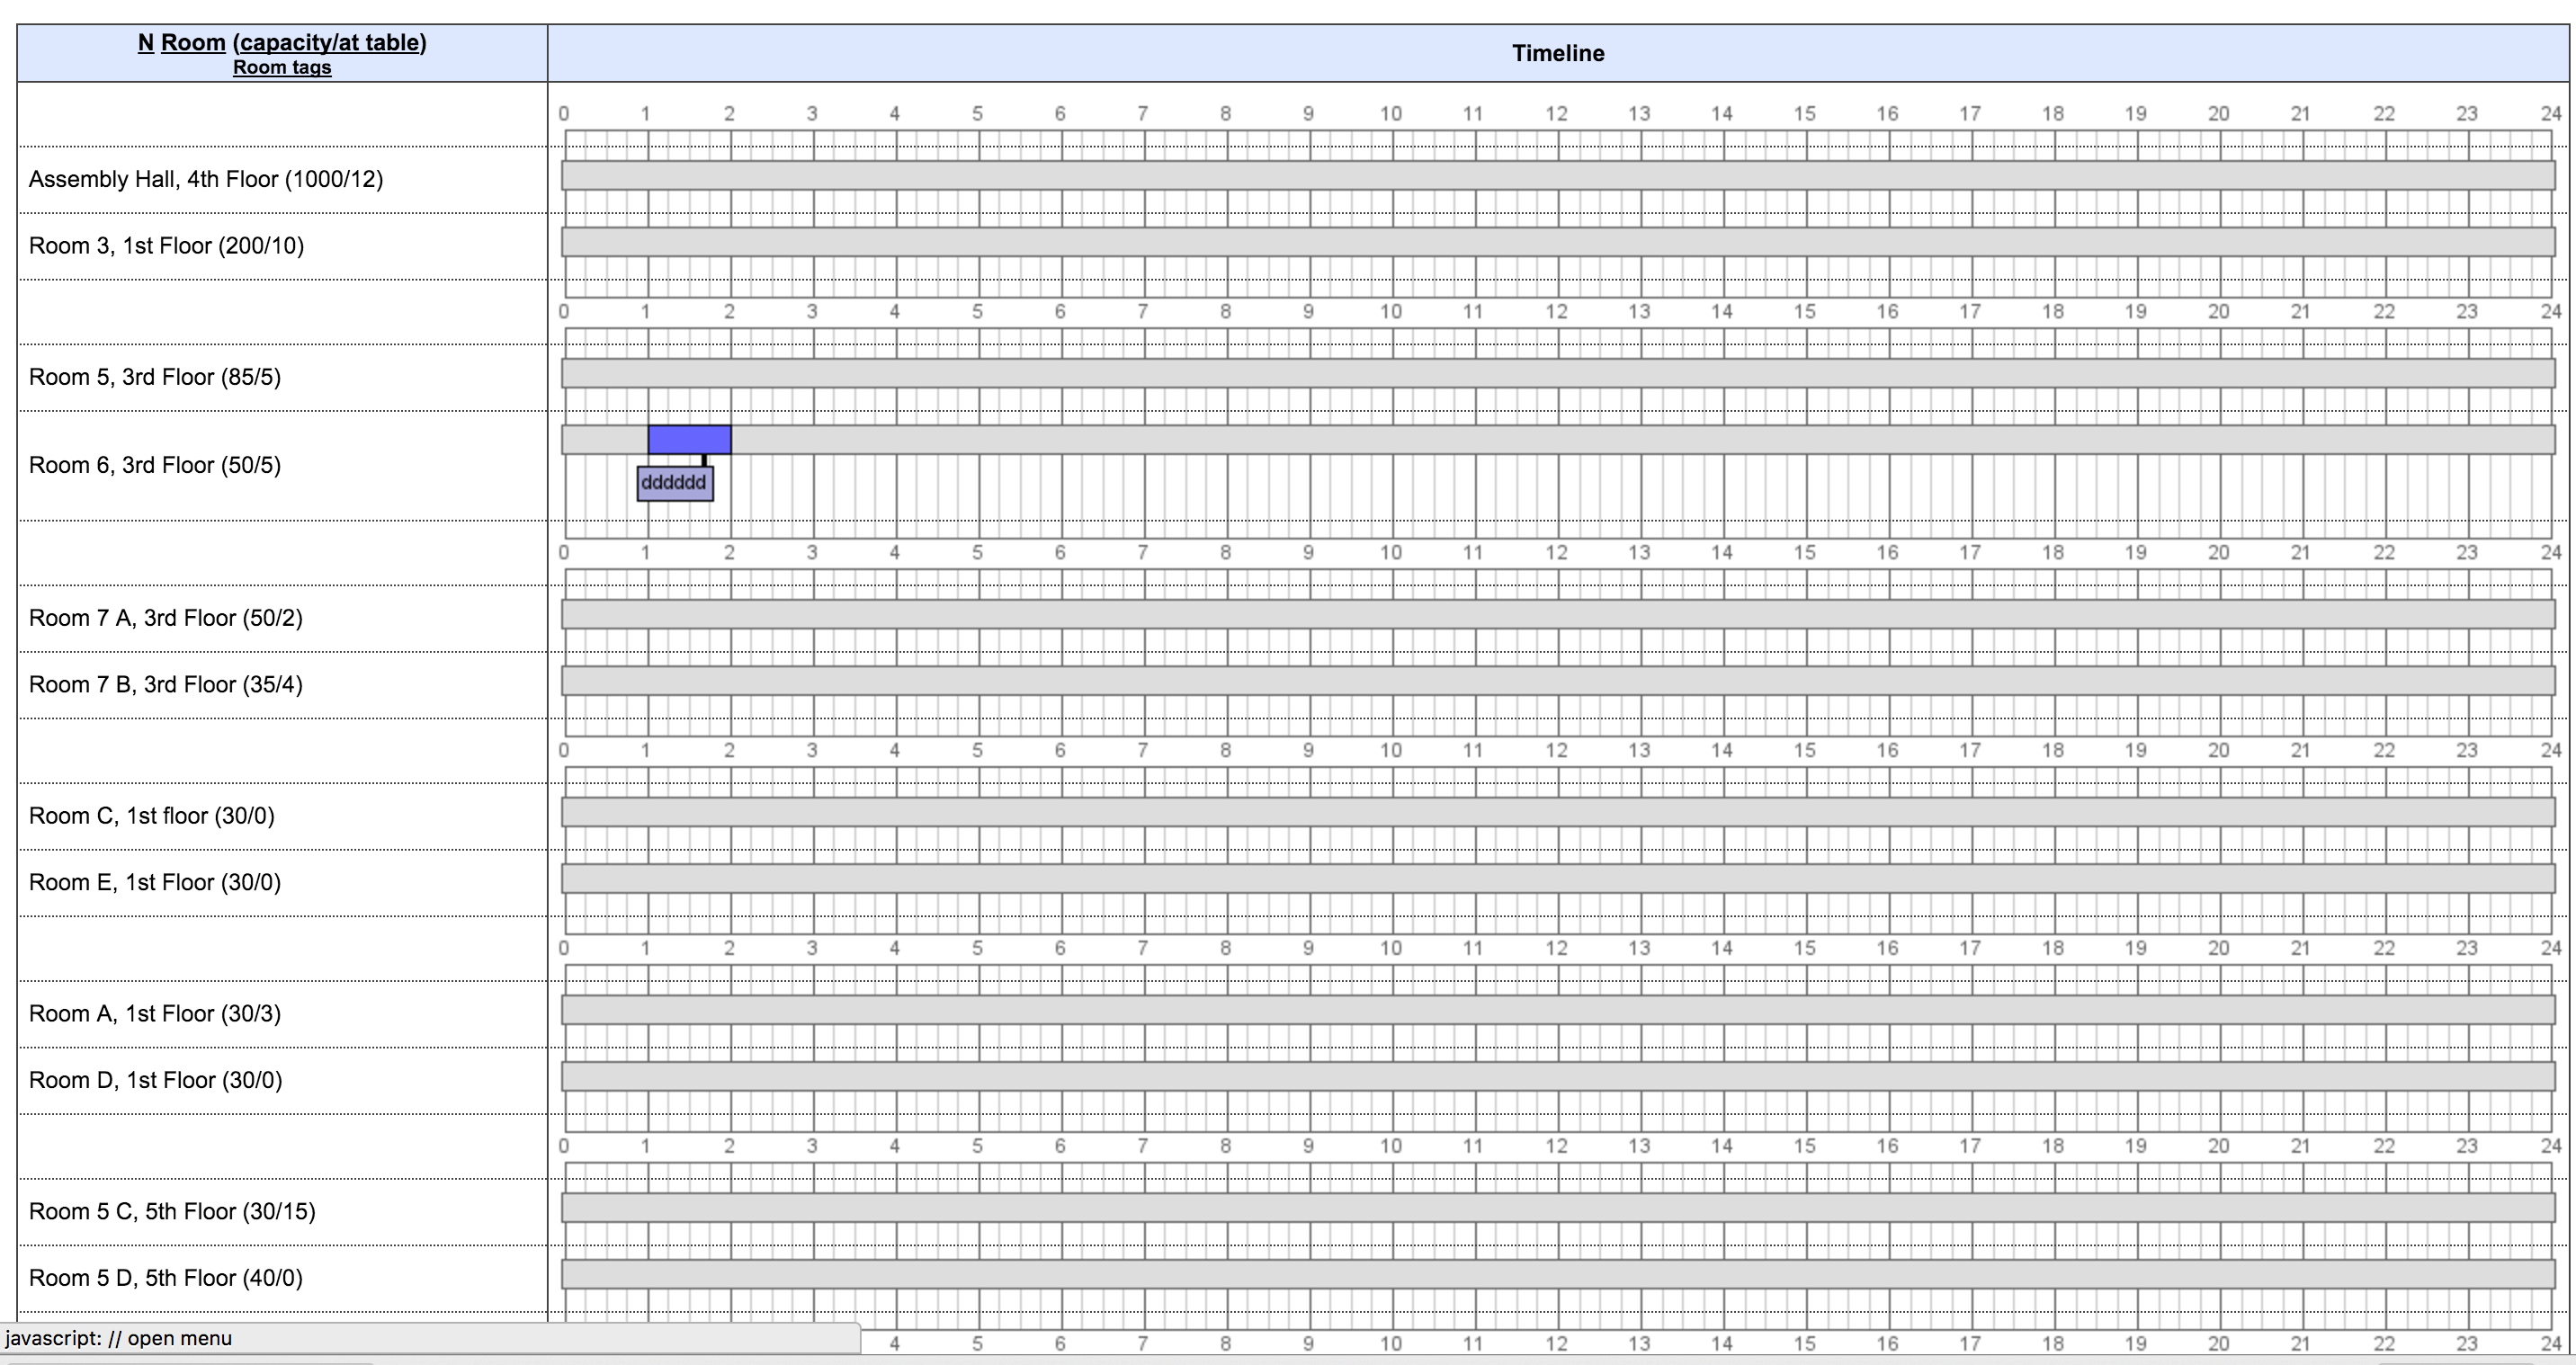 N Room (capacity/at table)
Room tags
Timeline
0 1 2 3 4 5 6 7 8 9 10 11 12 13 14 15 16 17 18 19 20 21 22 23 24
Assembly Hall, 4th Floor (1000/12)
Room 3, 1st Floor (200/10)
0 1 2 3 4 5 6 7 8 9 10 11 12 13 14 15 16 17 18 19 20 21 22 23 24
Room 5, 3rd Floor (85/5)
Room 6, 3rd Floor (50/5)
dddddd
0 1 2 3 4 5 6 7 8 9 10 11 12 13 14 15 16 17 18 19 20 21 22 23 24
Room 7 A, 3rd Floor (50/2)
Room 7 B, 3rd Floor (35/4)
0 1 2 3 4 5 6 7 8 9 10 11 12 13 14 15 16 17 18 19 20 21 22 23 24
Room C, 1st floor (30/0)
Room E, 1st Floor (30/0)
0 1 2 3 4 5 6 7 8 9 10 11 12 13 14 15 16 17 18 19 20 21 22 23 24
Room A, 1st Floor (30/3)
Room D, 1st Floor (30/0)
0 1 2 3 4 5 6 7 8 9 10 11 12 13 14 15 16 17 18 19 20 21 22 23 24
Room 5 C, 5th Floor (30/15)
Room 5 D, 5th Floor (40/0)
javascript: // open menu
4 5 6 7 8 9 10 11 12 13 14 15 16 17 18 19 20 21 22 23 24